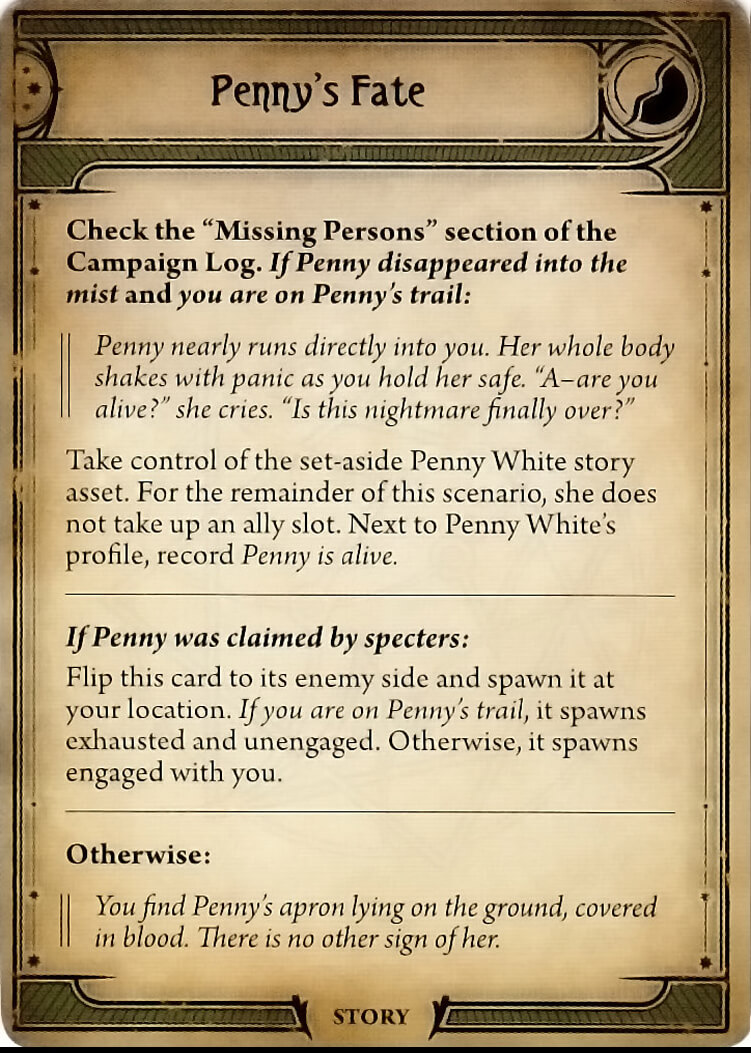 Penny's Fate
Check the “Missing Persons” section of the
Campaign Log. If Penny disappeared into the
mist and you are on Penny's trail:
Penny nearly runs directly into you. Her whole body
shakes with panic as you hold her safe. “A–are you
alive?” she cries. “Is this nightmare finally over?”
Take control of the set-aside Penny White story
asset. For the remainder of this scenario, she does
not take up an ally slot. Next to Penny White's
profile, record Penny is alive.
If Penny was claimed by specters:
Flip this card to its enemy side and spawn it at
your location. If you are on Penny's trail, it spawns
exhausted and unengaged. Otherwise, it spawns
engaged with you.
Otherwise:
You find Penny's apron lying on the ground, covered
in blood. There is no other sign of her.
STORY